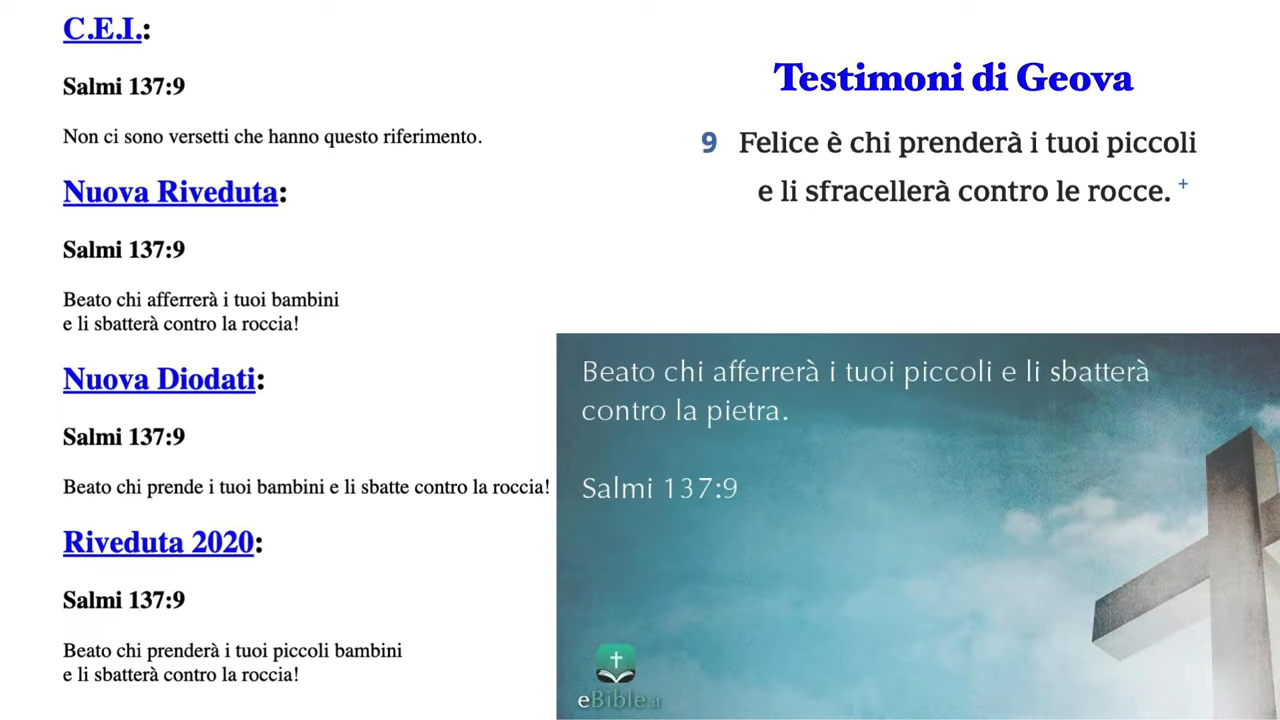 C.E.I.:
Salmi 137:9
Non ci sono versetti che hanno questo riferimento.
Nuova Riveduta:
Salmi 137:9
Beato chi afferrerà i tuoi bambini
e li sbatterà contro la roccia!
Nuova Diodati:
Salmi 137:9
Beato chi prende i tuoi bambini e li sbatte contro la roccia!
Riveduta 2020:
Salmi 137:9
Beato chi prenderà i tuoi piccoli bambini
e li sbatterà contro la roccia!
Testimoni di Geova
9 Felice è chi prenderà i tuoi piccoli
e li sfracellerà contro le rocce. +
Beato chi afferrerà i tuoi piccoli e li sbatterà
contro la pietra.
Salmi 137:9
eBible.it